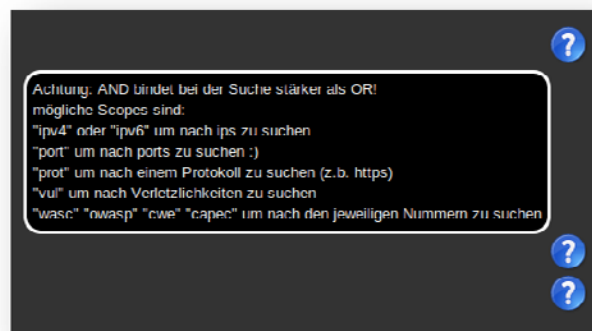 Achtung: AND bindet bei der Suche stärker als OR!
mögliche Scopes sind:
"ipv4" oder "ipv6" um nach ips zu suchen
"port" um nach ports zu suchen :)
"prot" um nach einem Protokoll zu suchen (z.b. https)
"vul" um nach Verletzlichkeiten zu suchen
"wasc" "owasp" "cwe" "capec" um nach den jeweiligen Nummern zu suchen
?
?
?